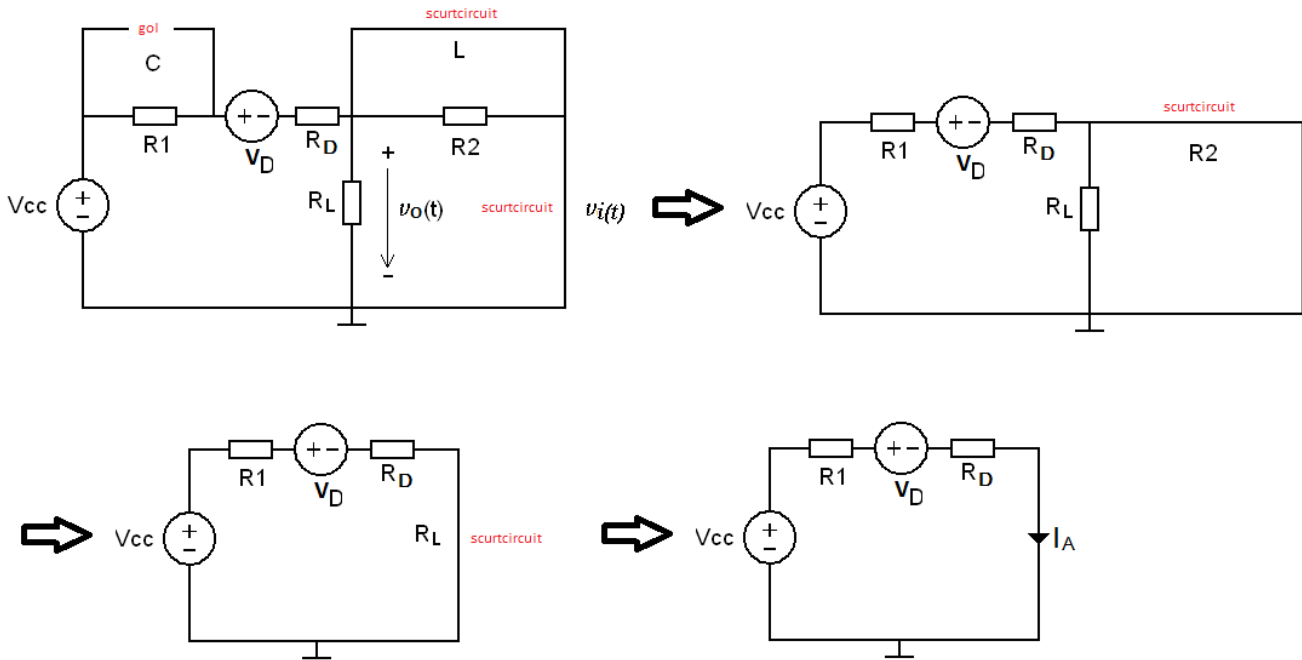 scurtcircuit
gol
L
C
R1
VD
RD
R2
+ -
+
RL
vo(t)
-
scurtcircuit
vi(t)
Vcc
+
-
scurtcircuit
R1
+ -
VD
RD
R2
Vcc
+
-
RL
R1
+ -
VD
RD
Vcc
+
-
RL
scurtcircuit
R1
+ -
VD
RD
Vcc
+
-
IA